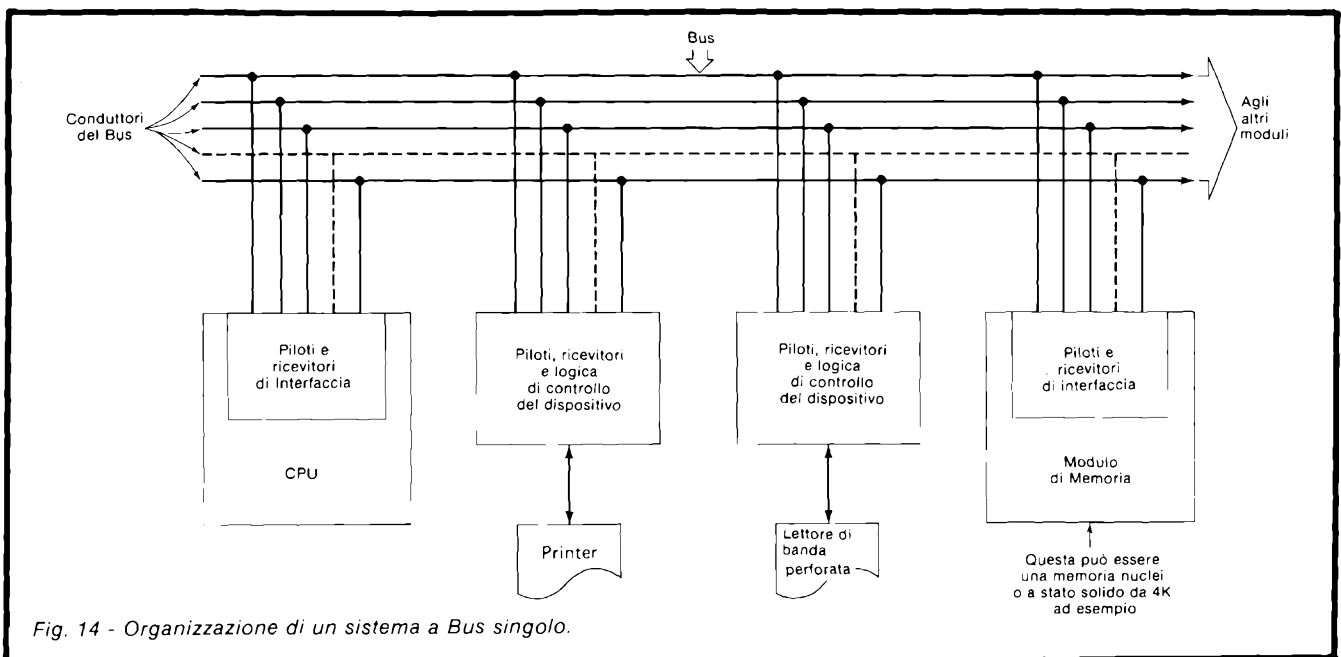 Bus
Conduttori
del Bus
Agli
altri
moduli
Piloti e
ricevitori
di Interfaccia
CPU
Piloti, ricevitori
e logica
di controllo
del dispositivo
Printer
Piloti, ricevitori
e logica
di controllo
del dispositivo
Lettore di
banda
perforata
Piloti e
ricevitori
di interfaccia
Modulo
di Memoria
Questa può essere
una memoria nuclei
o a stato solido da 4K
ad esempio
Fig. 14 - Organizzazione di un sistema a Bus singolo.